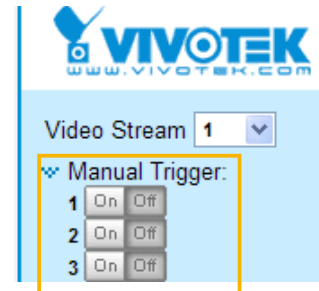 VIVOTEK
www.vivotek.com
Video Stream 1
Manual Trigger:
1 On Off
2 On Off
3 On Off